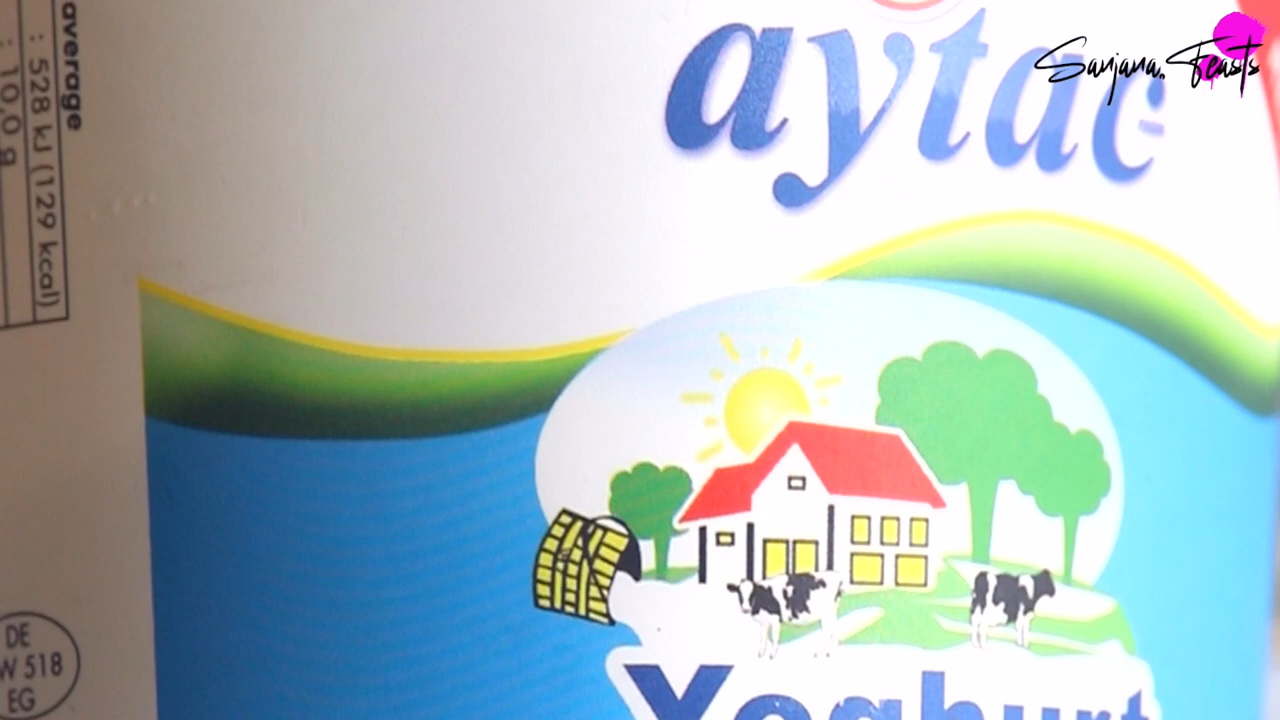 average
: 528 kJ (129 kcal)
: 10,0 g
aytac
Sanjana. Feasts
DE
W 518
EG
Yoghurt